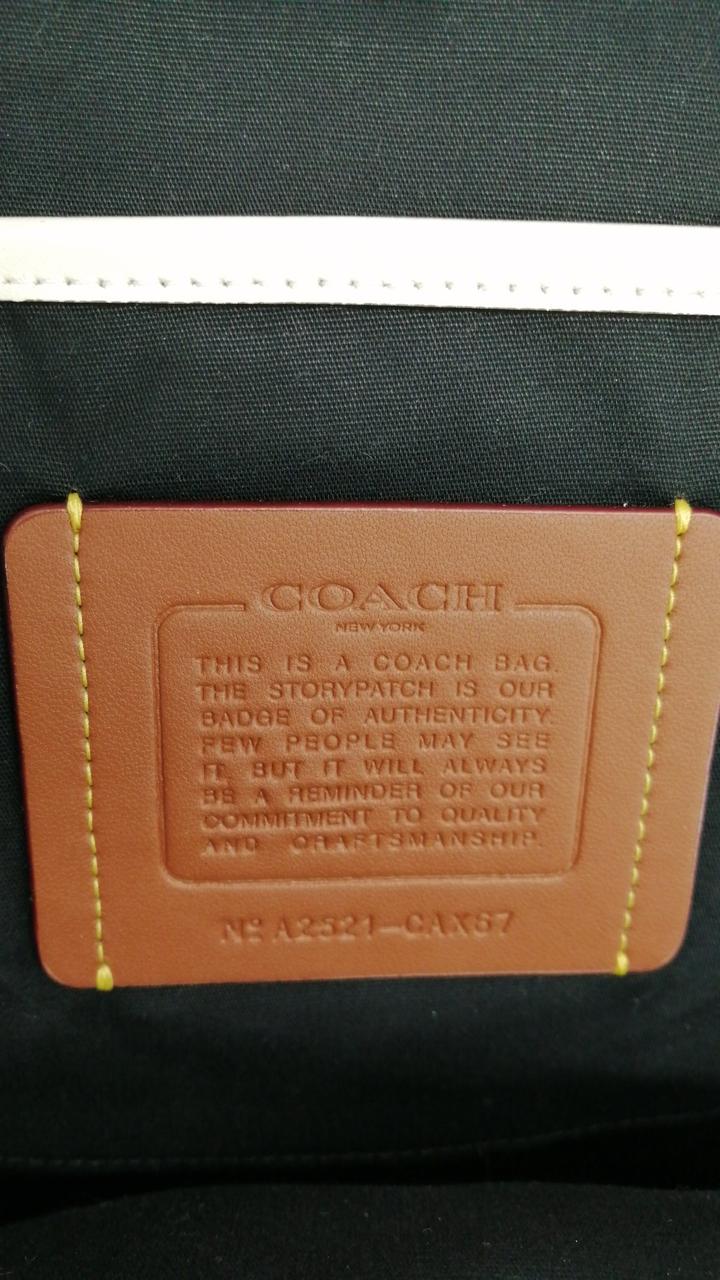 COACH
NEW YORK
THIS IS A COACH BAG.
THE STORYPATCH IS OUR
BADGE OF AUTHENTICITY.
FEW PEOPLE MAY SEE
IT, BUT IT WILL ALWAYS
BE A REMINDER OF OUR
COMMITMENT TO QUALITY
AND CRAFTSMANSHIP.
Nº A2521-CAX67